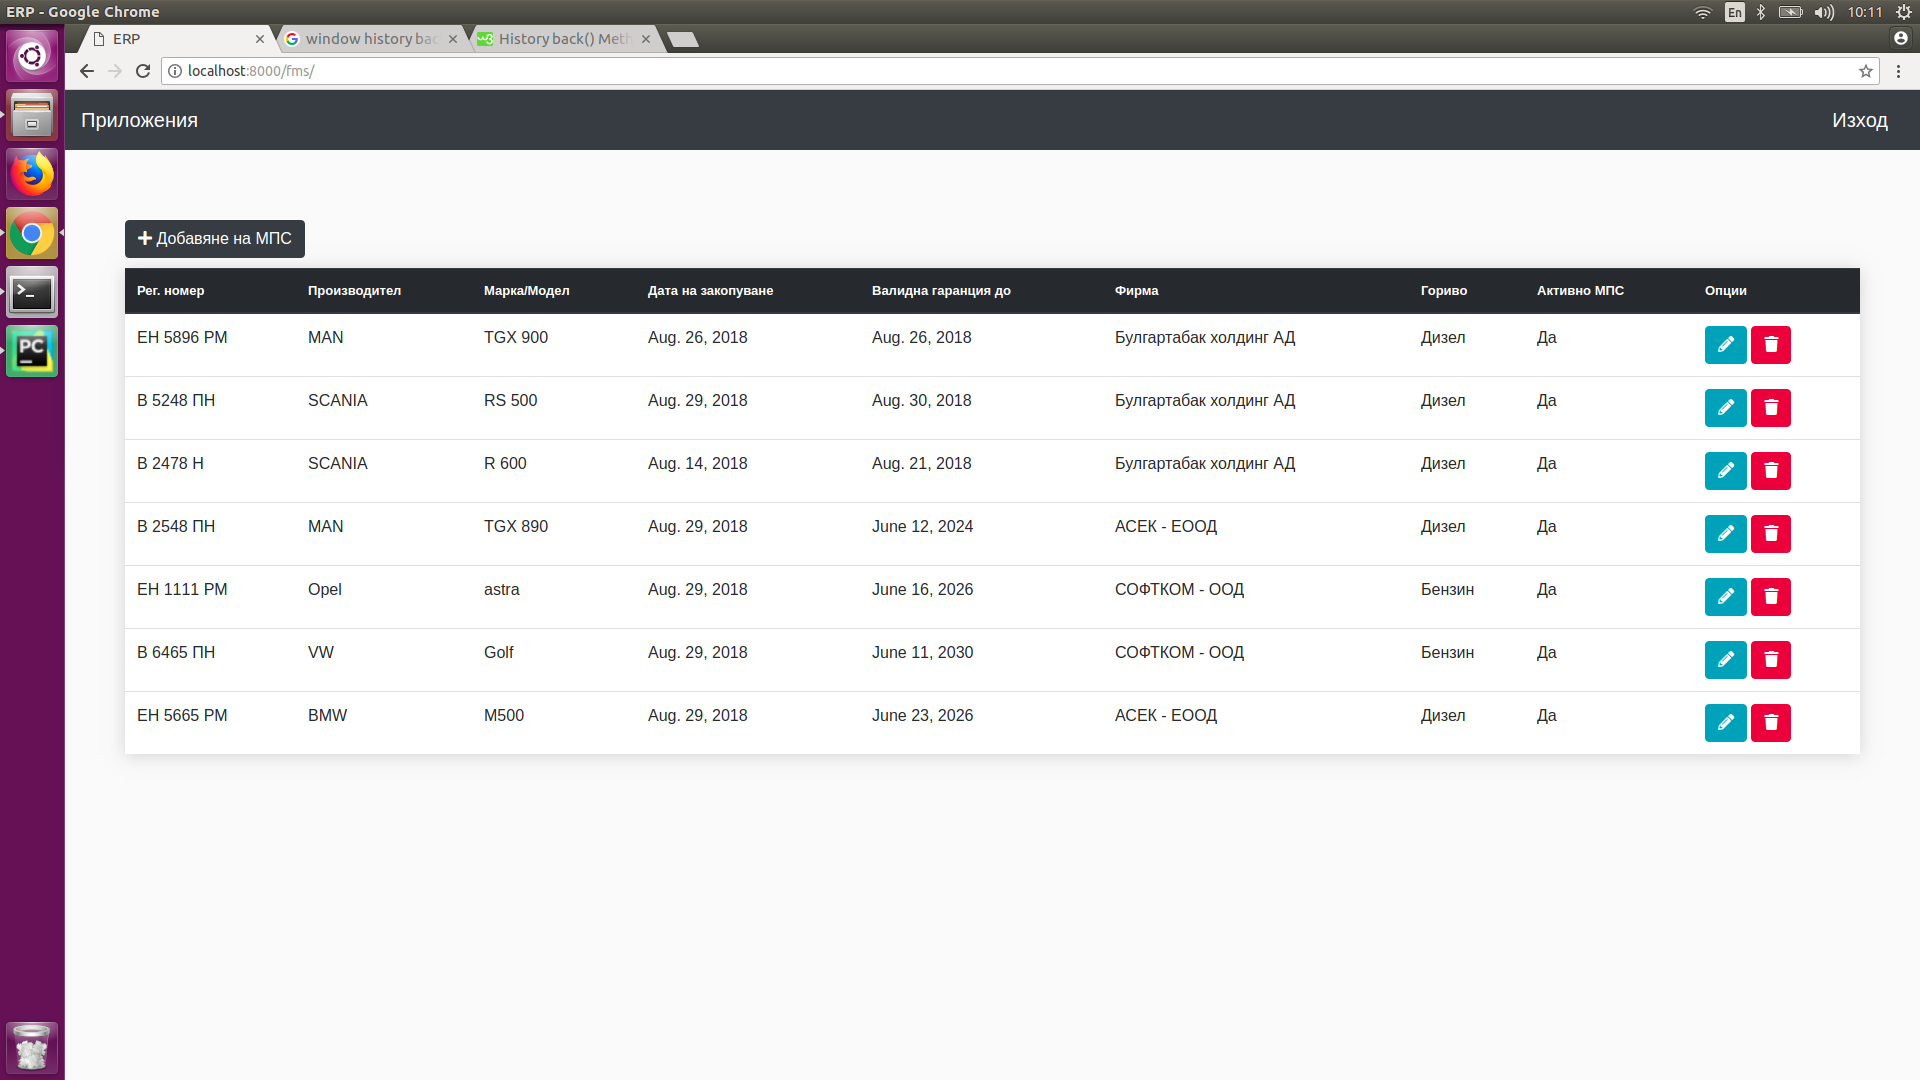 ERP - Google Chrome
En
10:11
ERP
window history bac
History back() Meth
localhost:8000/fms/
Приложения
Изход
Добавяне на МПС
Рег. номер Производител Марка/Модел Дата на закопуване Валидна гаранция до Фирма Гориво Активно МПС Опции
ЕН 5896 РМ MAN TGX 900 Aug. 26, 2018 Aug. 26, 2018 Булгартабак холдинг АД Дизел Да
В 5248 ПН SCANIA RS 500 Aug. 29, 2018 Aug. 30, 2018 Булгартабак холдинг АД Дизел Да
В 2478 Н SCANIA R 600 Aug. 14, 2018 Aug. 21, 2018 Булгартабак холдинг АД Дизел Да
В 2548 ПН MAN TGX 890 Aug. 29, 2018 June 12, 2024 АСЕК - ЕООД Дизел Да
ЕН 1111 РМ Opel astra Aug. 29, 2018 June 16, 2026 СОФТКОМ - ООД Бензин Да
В 6465 ПН VW Golf Aug. 29, 2018 June 11, 2030 СОФТКОМ - ООД Бензин Да
ЕН 5665 РМ BMW M500 Aug. 29, 2018 June 23, 2026 АСЕК - ЕООД Дизел Да
PC